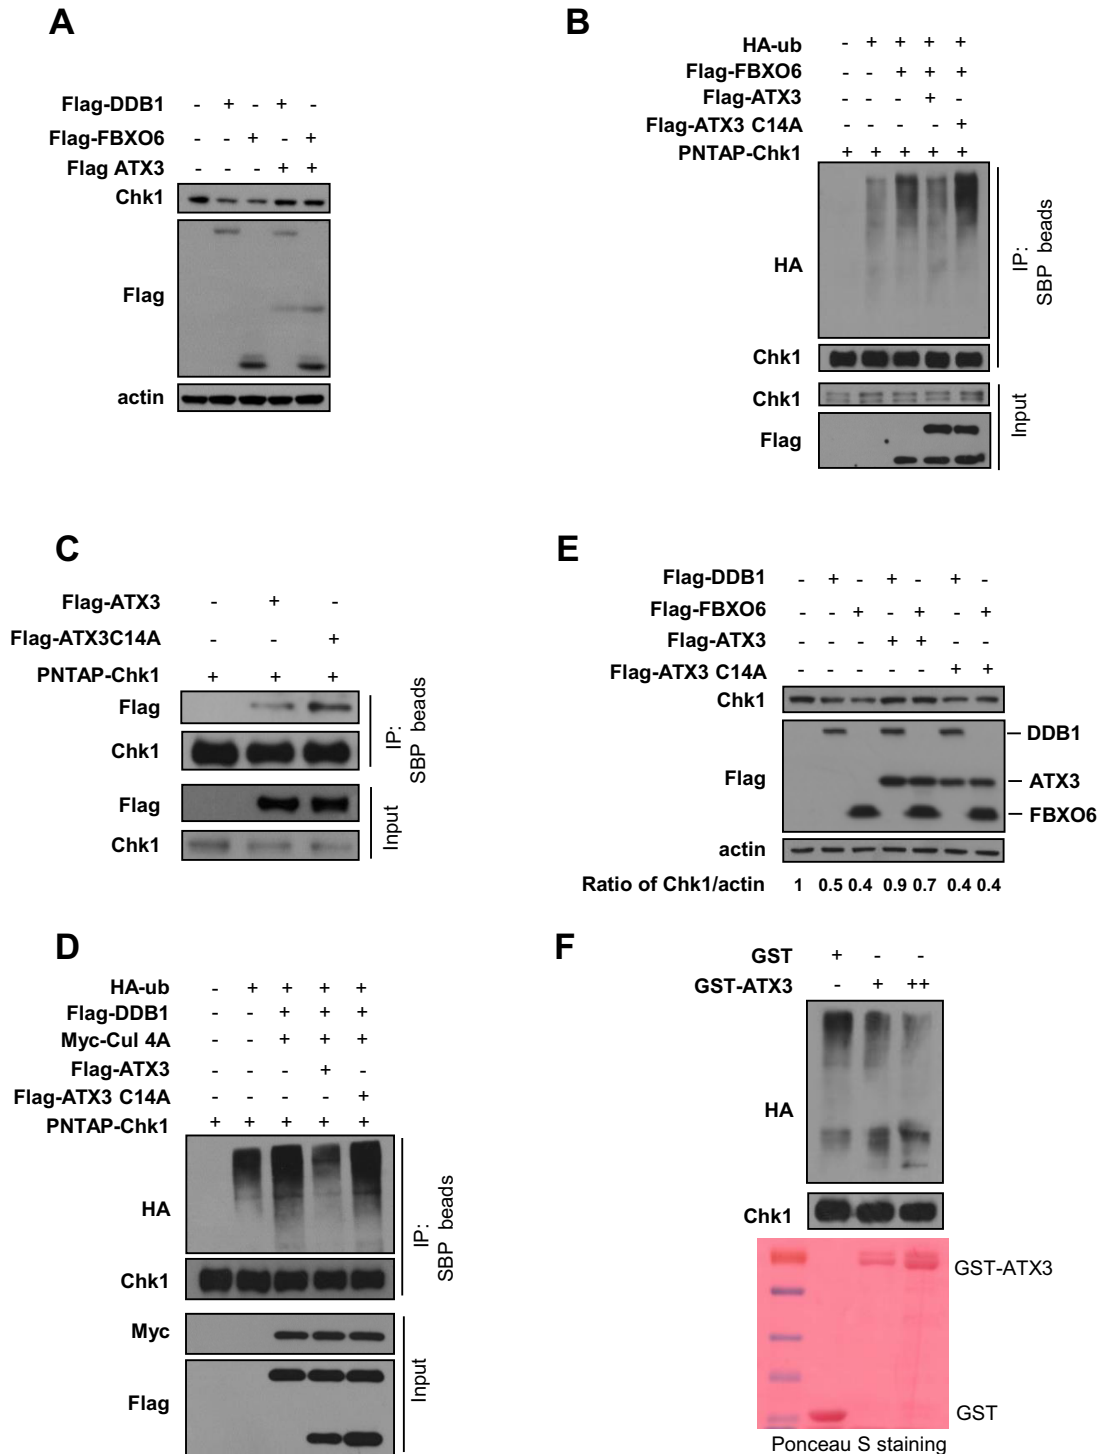 A
Flag-DDB1 - + - + -
Flag-FBXO6 - - + - +
Flag ATX3 - - - + +
Chk1
Flag
actin
B
HA-ub - + + + +
Flag-FBXO6 - - + + +
Flag-ATX3 - - - + -
Flag-ATX3 C14A - - - - +
PNTAP-Chk1 + + + + +
HA
Chk1
IP:
SBP beads
Chk1
Flag
Input
C
Flag-ATX3 - + -
Flag-ATX3C14A - - +
PNTAP-Chk1 + + +
Flag
Chk1
IP:
SBP beads
Flag
Chk1
Input
E
Flag-DDB1 - + - + - + -
Flag-FBXO6 - - + - + - +
Flag-ATX3 - - - + + - -
Flag-ATX3 C14A - - - - - + +
Chk1
Flag
DDB1
ATX3
FBXO6
actin
Ratio of Chk1/actin 1 0.5 0.4 0.9 0.7 0.4 0.4
D
HA-ub - + + + +
Flag-DDB1 - - + + +
Myc-Cul 4A - - + + +
Flag-ATX3 - - - + -
Flag-ATX3 C14A - - - - +
PNTAP-Chk1 + + + + +
HA
Chk1
IP:
SBP beads
Myc
Flag
Input
F
GST + - -
GST-ATX3 - + ++
HA
Chk1
GST-ATX3
GST
Ponceau S staining